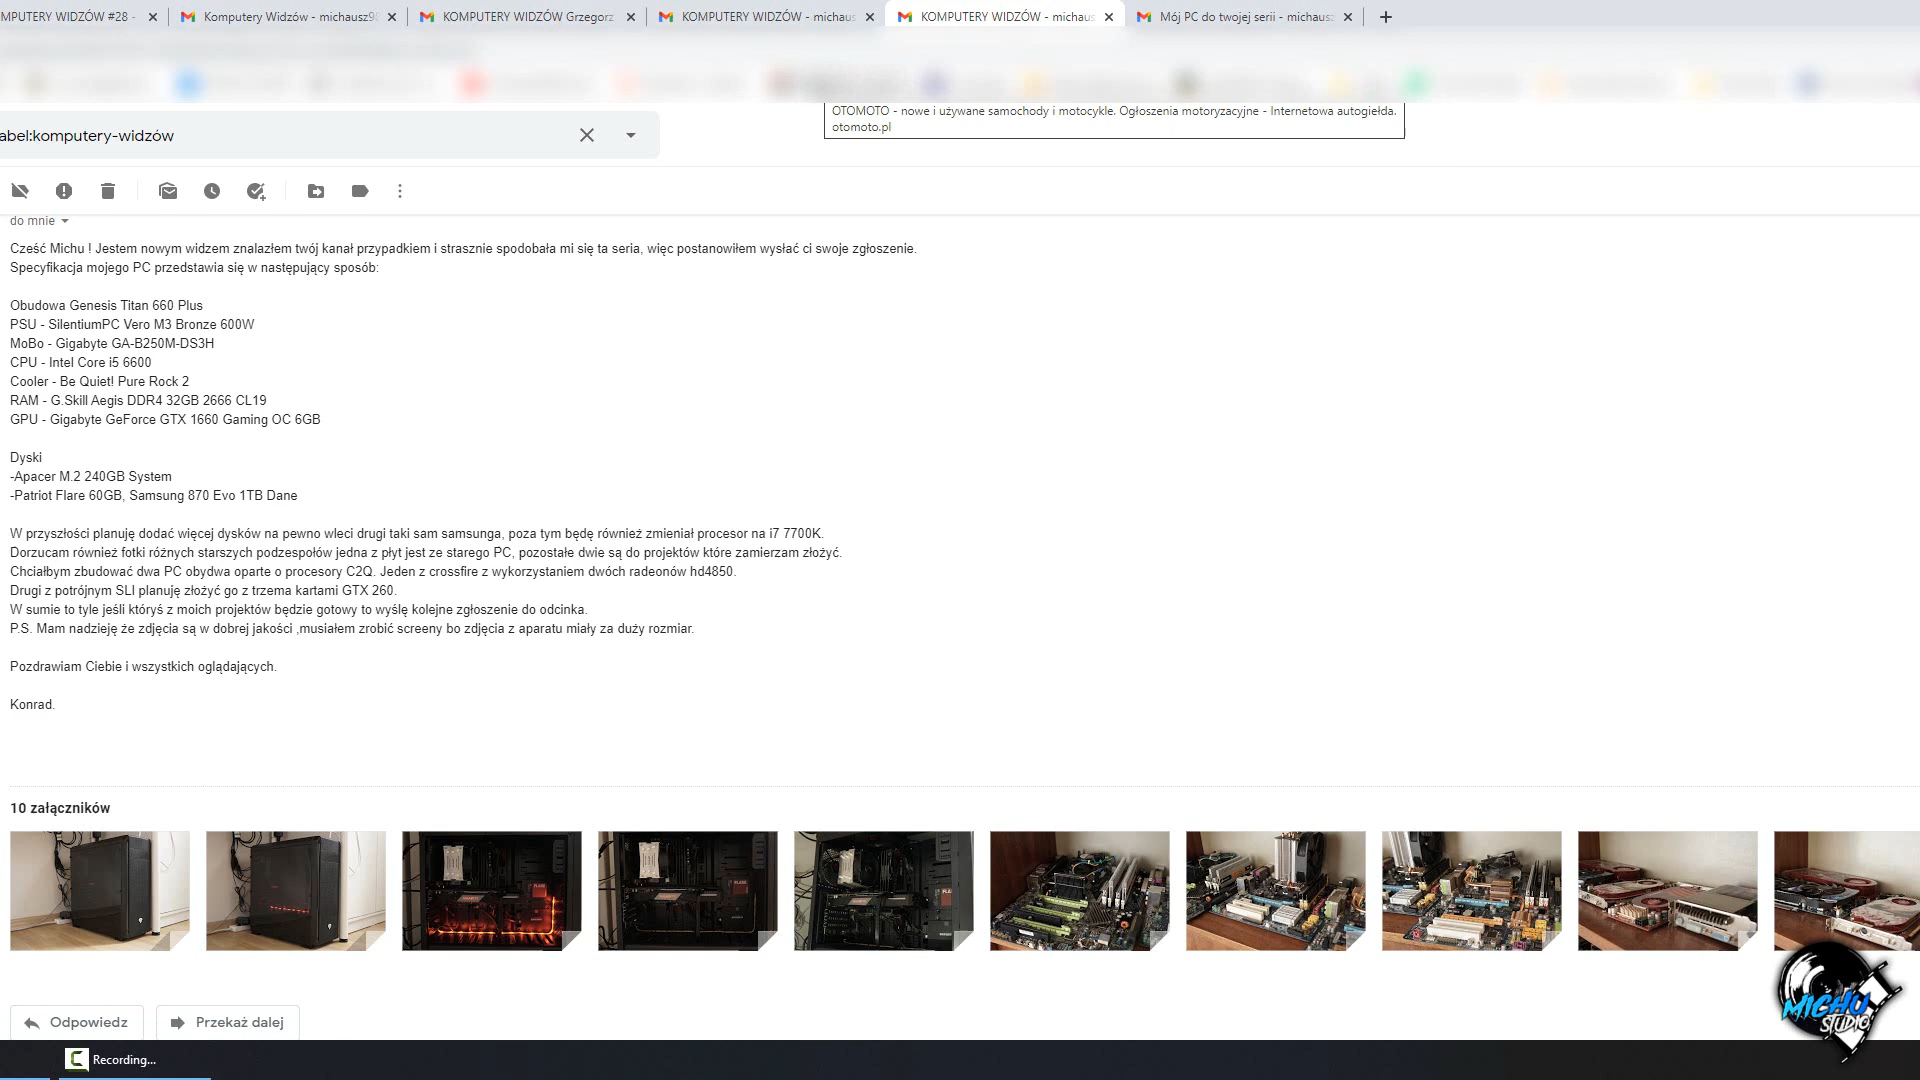 MPUTERY WIDZÓW #28 -
Komputery Widzów - michausz98
KOMPUTERY WIDZÓW Grzegorz
KOMPUTERY WIDZÓW - michaus
KOMPUTERY WIDZÓW - michaus
Mój PC do twojej serii - michausz
OTOMOTO - nowe i używane samochody i motocykle. Ogłoszenia motoryzacyjne - Internetowa autogiełda.
otomoto.pl
abel:komputery-widzów
do mnie
Cześć Michu ! Jestem nowym widzem znalazłem twój kanał przypadkiem i strasznie spodobała mi się ta seria, więc postanowiłem wysłać ci swoje zgłoszenie.
Specyfikacja mojego PC przedstawia się w następujący sposób:
Obudowa Genesis Titan 660 Plus
PSU - SilentiumPC Vero M3 Bronze 600W
MoBo - Gigabyte GA-B250M-DS3H
CPU - Intel Core i5 6600
Cooler - Be Quiet! Pure Rock 2
RAM - G.Skill Aegis DDR4 32GB 2666 CL19
GPU - Gigabyte GeForce GTX 1660 Gaming OC 6GB
Dyski
-Apacer M.2 240GB System
-Patriot Flare 60GB, Samsung 870 Evo 1TB Dane
W przyszłości planuję dodać więcej dysków na pewno wleci drugi taki sam samsunga, poza tym będę również zmieniał procesor na i7 7700K.
Dorzucam również fotki różnych starszych podzespołów jedna z płyt jest ze starego PC, pozostałe dwie są do projektów które zamierzam złożyć.
Chciałbym zbudować dwa PC obydwa oparte o procesory C2Q. Jeden z crossfire z wykorzystaniem dwóch radeonów hd4850.
Drugi z potrójnym SLI planuję złożyć go z trzema kartami GTX 260.
W sumie to tyle jeśli któryś z moich projektów będzie gotowy to wyślę kolejne zgłoszenie do odcinka.
P.S. Mam nadzieję że zdjęcia są w dobrej jakości ,musiałem zrobić screeny bo zdjęcia z aparatu miały za duży rozmiar.
Pozdrawiam Ciebie i wszystkich oglądających.
Konrad.
10 załączników
Odpowiedz
Przekaż dalej
MICHU
STUDIO
Recording...